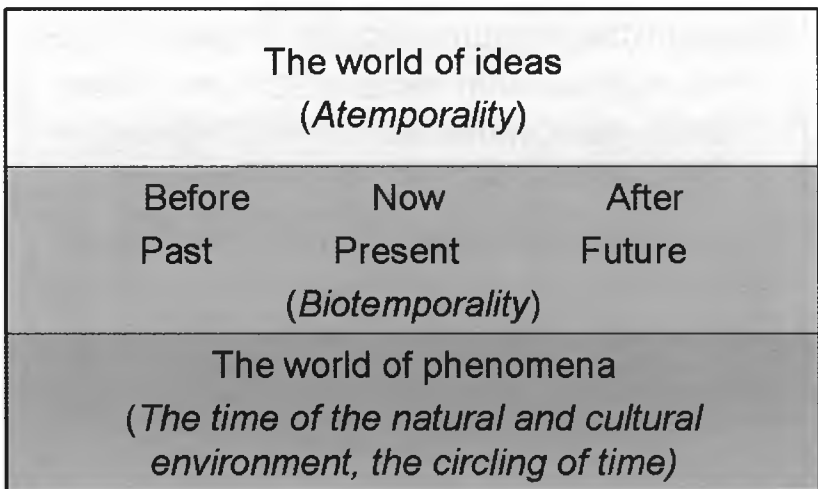 The world of ideas
(Atemporality)
Before Now After
Past Present Future
(Biotemporality)
The world of phenomena
(The time of the natural and cultural
environment, the circling of time)